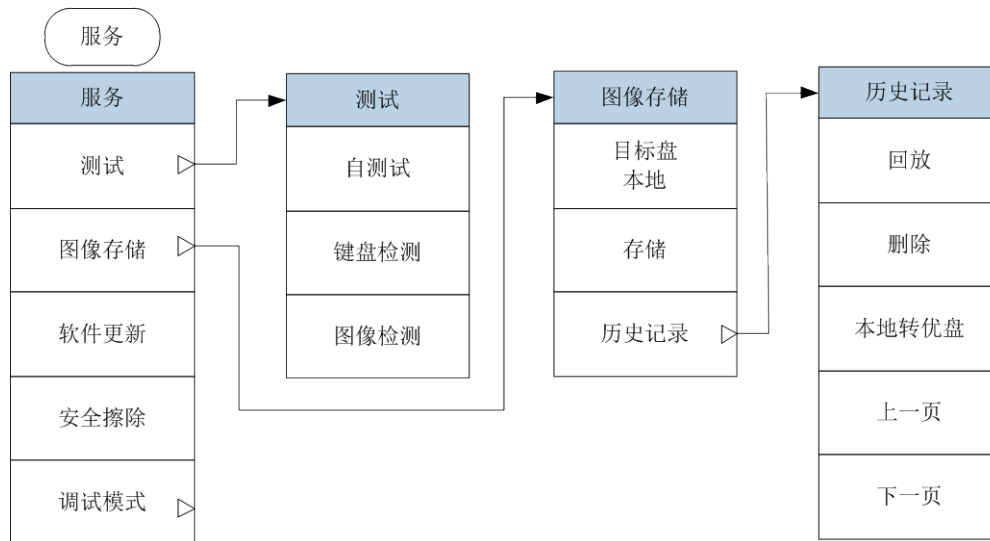 服务
服务
测试
图像存储
软件更新
安全擦除
调试模式
测试
自测试
键盘检测
图像检测
图像存储
目标盘
本地
存储
历史记录
历史记录
回放
删除
本地转优盘
上一页
下一页